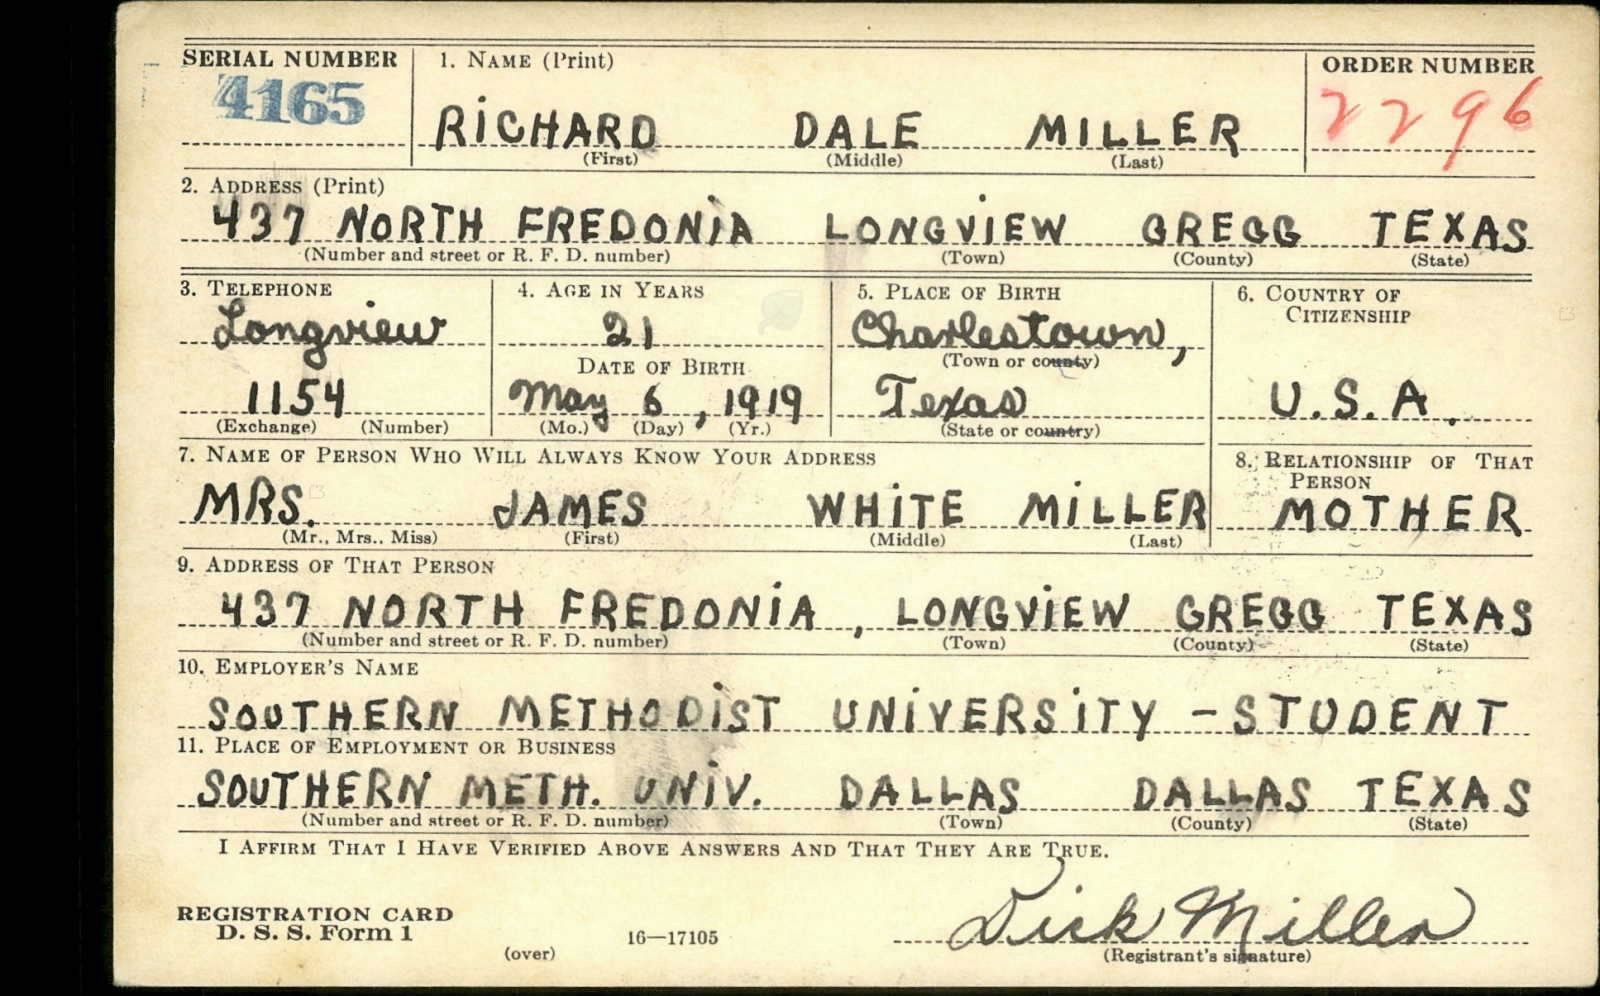 SERIAL NUMBER 1. NAME (Print) ORDER NUMBER
4165 RICHARD DALE MILLER 2296
(First) (Middle) (Last)
2. ADDRESS (Print)
437 NORTH FREDONIA LONGVIEW GREGG TEXAS
(Number and street or R. F. D. number) (Town) (County) (State)
3. TELEPHONE 4. AGE IN YEARS 5. PLACE OF BIRTH 6. COUNTRY OF CITIZENSHIP
Longview 21 Charlestown,
DATE OF BIRTH (Town or county)
1154 May 6, 1919 Texas U.S.A.
(Exchange) (Number) (Mo.) (Day) (Yr.) (State or country)
7. NAME OF PERSON WHO WILL ALWAYS KNOW YOUR ADDRESS 8. RELATIONSHIP OF THAT PERSON
MRS. JAMES WHITE MILLER MOTHER
(Mr., Mrs., Miss) (First) (Middle) (Last)
9. ADDRESS OF THAT PERSON
437 NORTH FREDONIA, LONGVIEW GREGG TEXAS
(Number and street or R. F. D. number) (Town) (County) (State)
10. EMPLOYER'S NAME
SOUTHERN METHODIST UNIVERSITY - STUDENT
11. PLACE OF EMPLOYMENT OR BUSINESS
SOUTHERN METH. UNIV. DALLAS DALLAS TEXAS
(Number and street or R. F. D. number) (Town) (County) (State)
I AFFIRM THAT I HAVE VERIFIED ABOVE ANSWERS AND THAT THEY ARE TRUE.
REGISTRATION CARD
D. S. S. Form 1 Dick Miller
(over) 16—17105 (Registrant's signature)